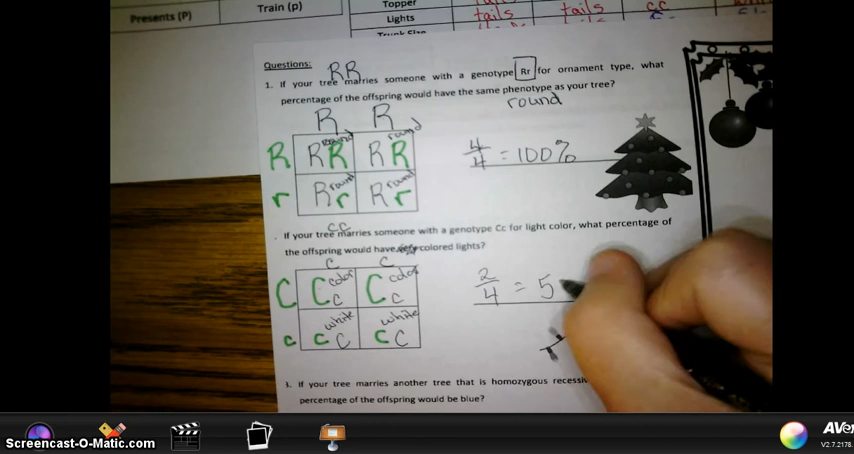 Presents (P)
Train (p)
Topper
Lights
tails
tails
cc
Questions:
RR
1. If your tree marries someone with a genotype Rr for ornament type, what
percentage of the offspring would have the same phenotype as your tree?
round
R R
R RR round RR round
r Rr round Rr round
4/4 = 100%
cc
. If your tree marries someone with a genotype Cc for light color, what percentage of
the offspring would have colored lights?
c c
C Cc color Cc color
c cc white cc white
2/4 = 5
3. If your tree marries another tree that is homozygous
percentage of the offspring would be blue?
Screencast-O-Matic.com
V2.7.2178.